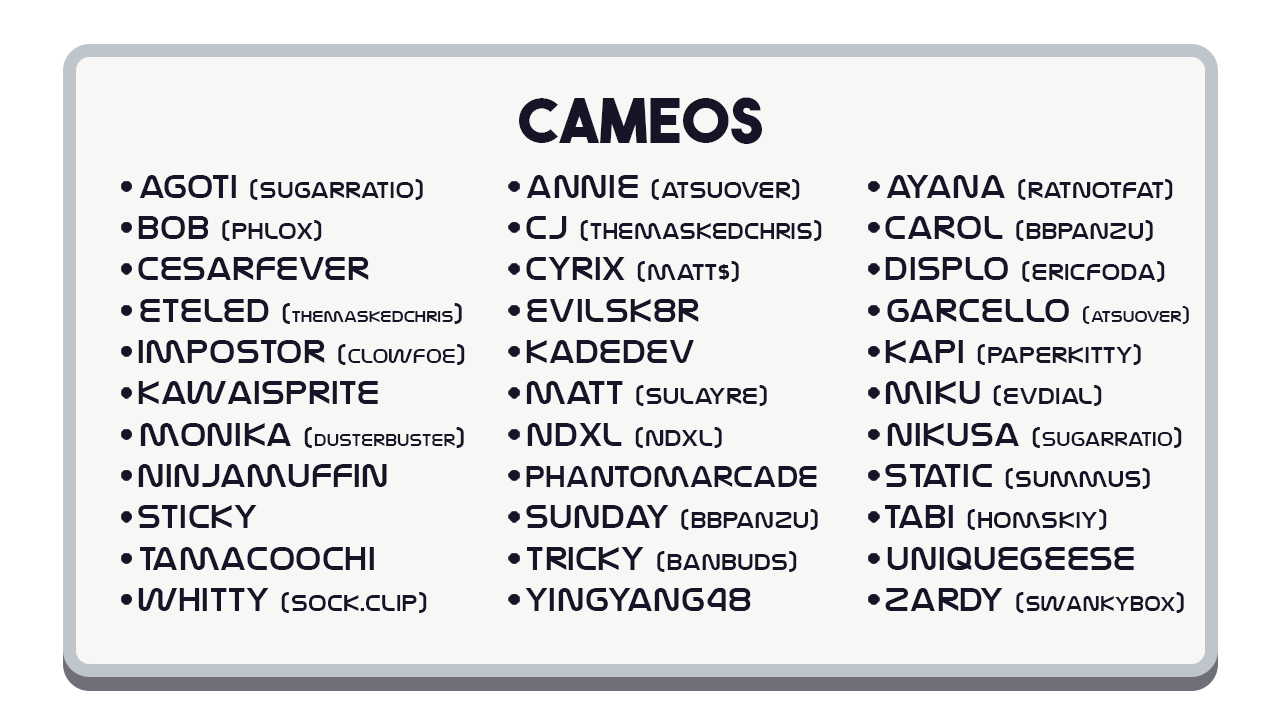 CAMEOS
• AGOTI (SUGARRATIO) • ANNIE (ATSUOVER) • AYANA (RATNOTFAT)
• BOB (PHLOX) • CJ (THEMASKEDCHRIS) • CAROL (BBPANZU)
• CESARFEVER • CYRIX (MATT$) • DISPLO (ERICFODA)
• ETELED (THEMASKEDCHRIS) • EVILSK8R • GARCELLO (ATSUOVER)
• IMPOSTOR (CLOWFOE) • KADEDEV • KAPI (PAPERKITTY)
• KAWAISPRITE • MATT (SULAYRE) • MIKU (EVDIAL)
• MONIKA (DUSTERBUSTER) • NDXL (NDXL) • NIKUSA (SUGARRATIO)
• NINJAMUFFIN • PHANTOMARCADE • STATIC (SUMMUS)
• STICKY • SUNDAY (BBPANZU) • TABI (HOMSKIY)
• TAMACOOCHI • TRICKY (BANBUDS) • UNIQUEGEESE
• WHITTY (SOCK.CLIP) • YINGYANG48 • ZARDY (SWANKYBOX)